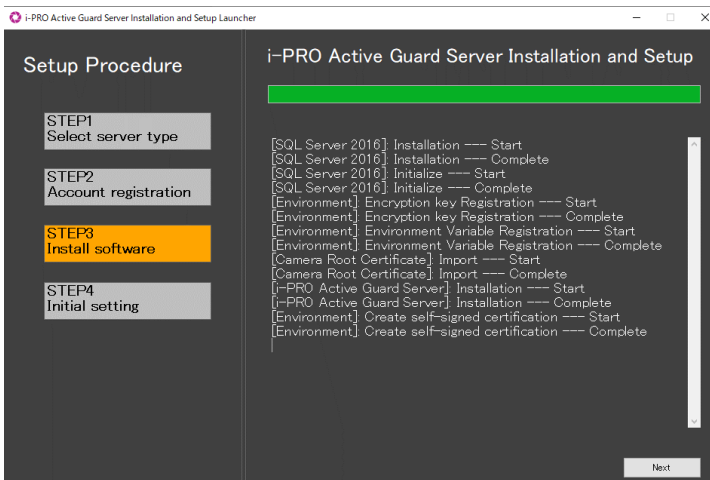 i-PRO Active Guard Server Installation and Setup Launcher
Setup Procedure
STEP1
Select server type
STEP2
Account registration
STEP3
Install software
STEP4
Initial setting
i-PRO Active Guard Server Installation and Setup
[SQL Server 2016]: Installation --- Start
[SQL Server 2016]: Installation --- Complete
[SQL Server 2016]: Initialize --- Start
[SQL Server 2016]: Initialize --- Complete
[Environment]: Encryption key Registration --- Start
[Environment]: Encryption key Registration --- Complete
[Environment]: Environment Variable Registration --- Start
[Environment]: Environment Variable Registration --- Complete
[Camera Root Certificate]: Import --- Start
[Camera Root Certificate]: Import --- Complete
[i-PRO Active Guard Server]: Installation --- Start
[i-PRO Active Guard Server]: Installation --- Complete
[Environment]: Create self-signed certification --- Start
[Environment]: Create self-signed certification --- Complete
Next